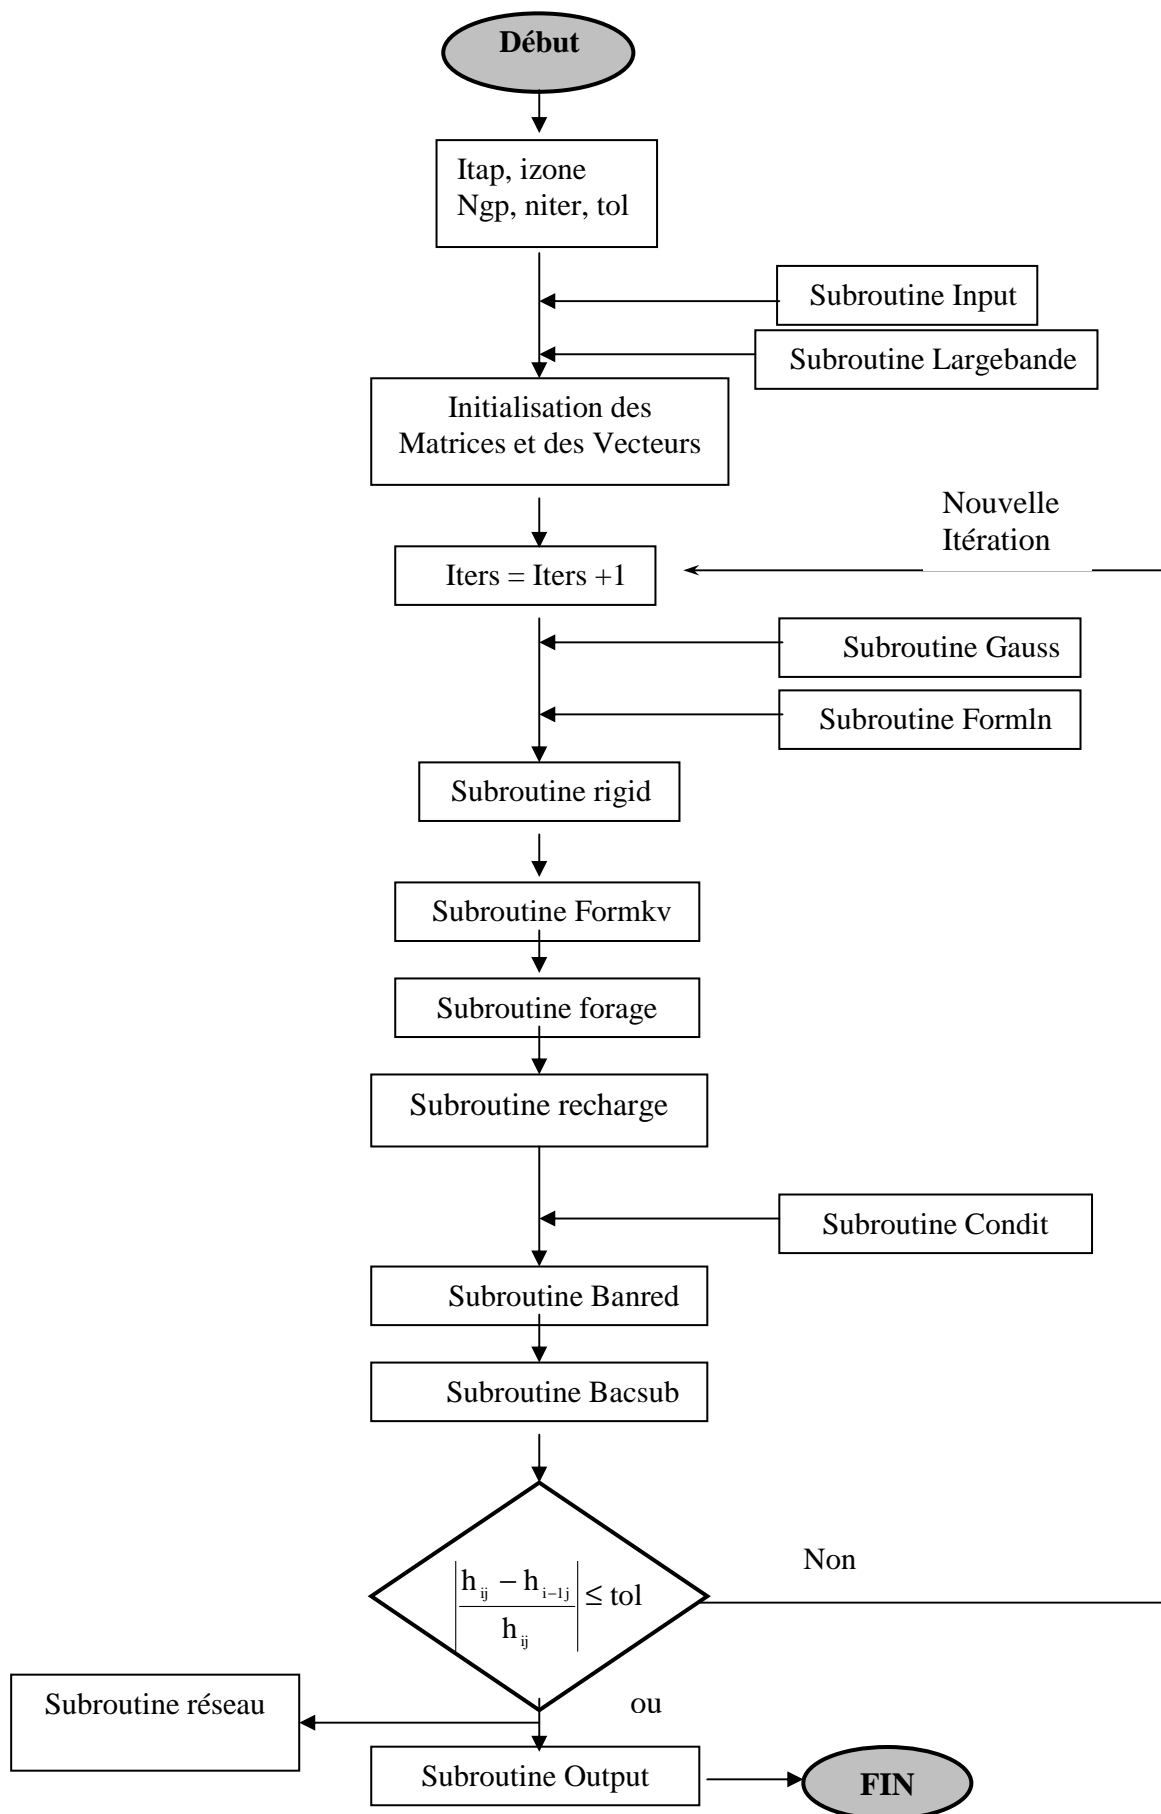 Début
Itap, izone
Ngp, niter, tol
Subroutine Input
Subroutine Largebande
Initialisation des
Matrices et des Vecteurs
Nouvelle
Itération
Iters = Iters +1
Subroutine Gauss
Subroutine Formln
Subroutine rigid
Subroutine Formkv
Subroutine forage
Subroutine recharge
Subroutine Condit
Subroutine Banred
Subroutine Bacsub
Non
|(h_ij − h_i−1j) / h_ij| ≤ tol
Subroutine réseau
ou
Subroutine Output
FIN